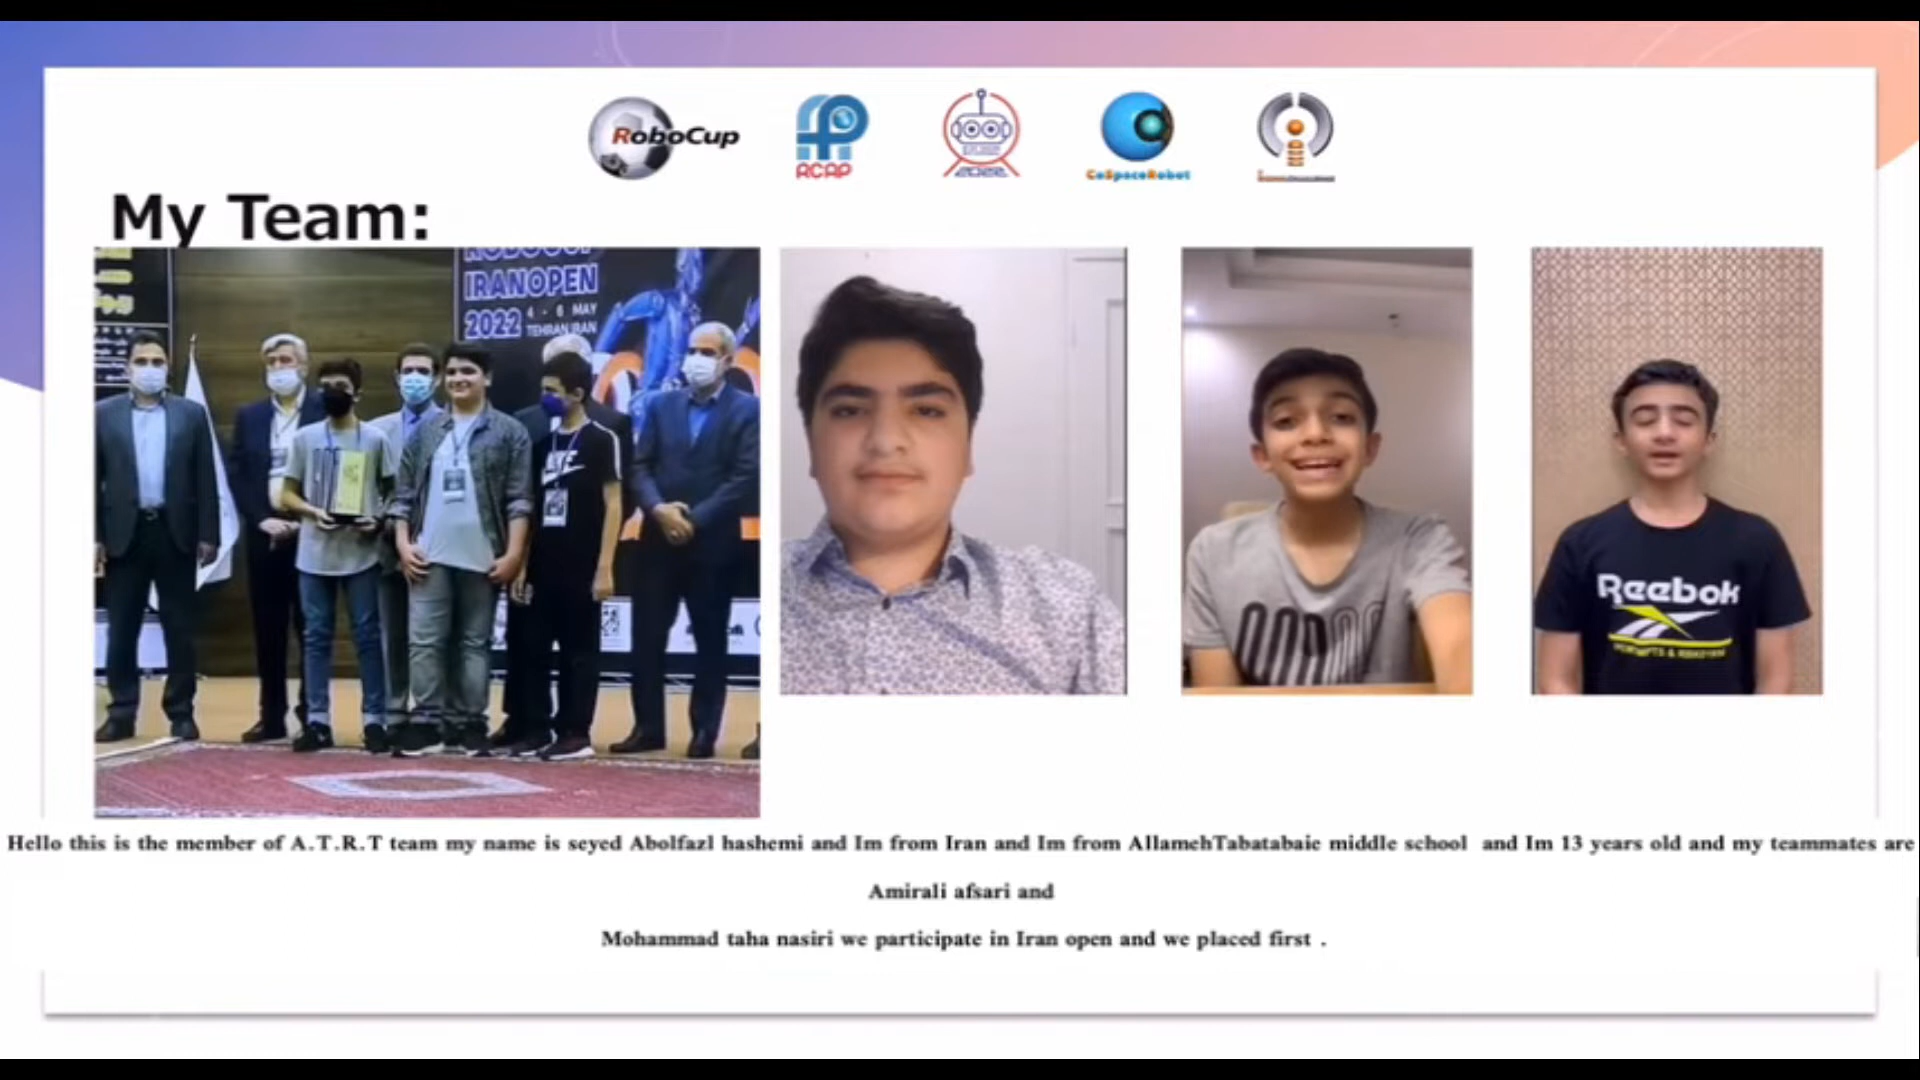 RoboCup
RCAP
CoSpaceRobot
My Team:
ROBOCUP
IRANOPEN
2022
4 - 6 MAY
TEHRAN IRAN
Reebok
Hello this is the member of A.T.R.T team my name is seyed Abolfazl hashemi and Im from Iran and Im from AllamehTabatabaie middle school and Im 13 years old and my teammates are
Amirali afsari and
Mohammad taha nasiri we participate in Iran open and we placed first .